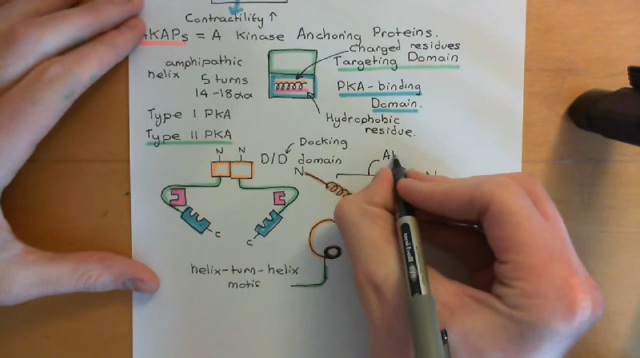 Contractility ↑
AKAPs = A Kinase Anchoring Proteins.
Charged residues
Targeting Domain
amphipathic
helix
5 turns
14-18aa
PKA-binding
Domain.
Hydrophobic
residue.
Type I PKA
Type II PKA
N N
D/D Docking
domain
N
C
C
helix-turn-helix
motif